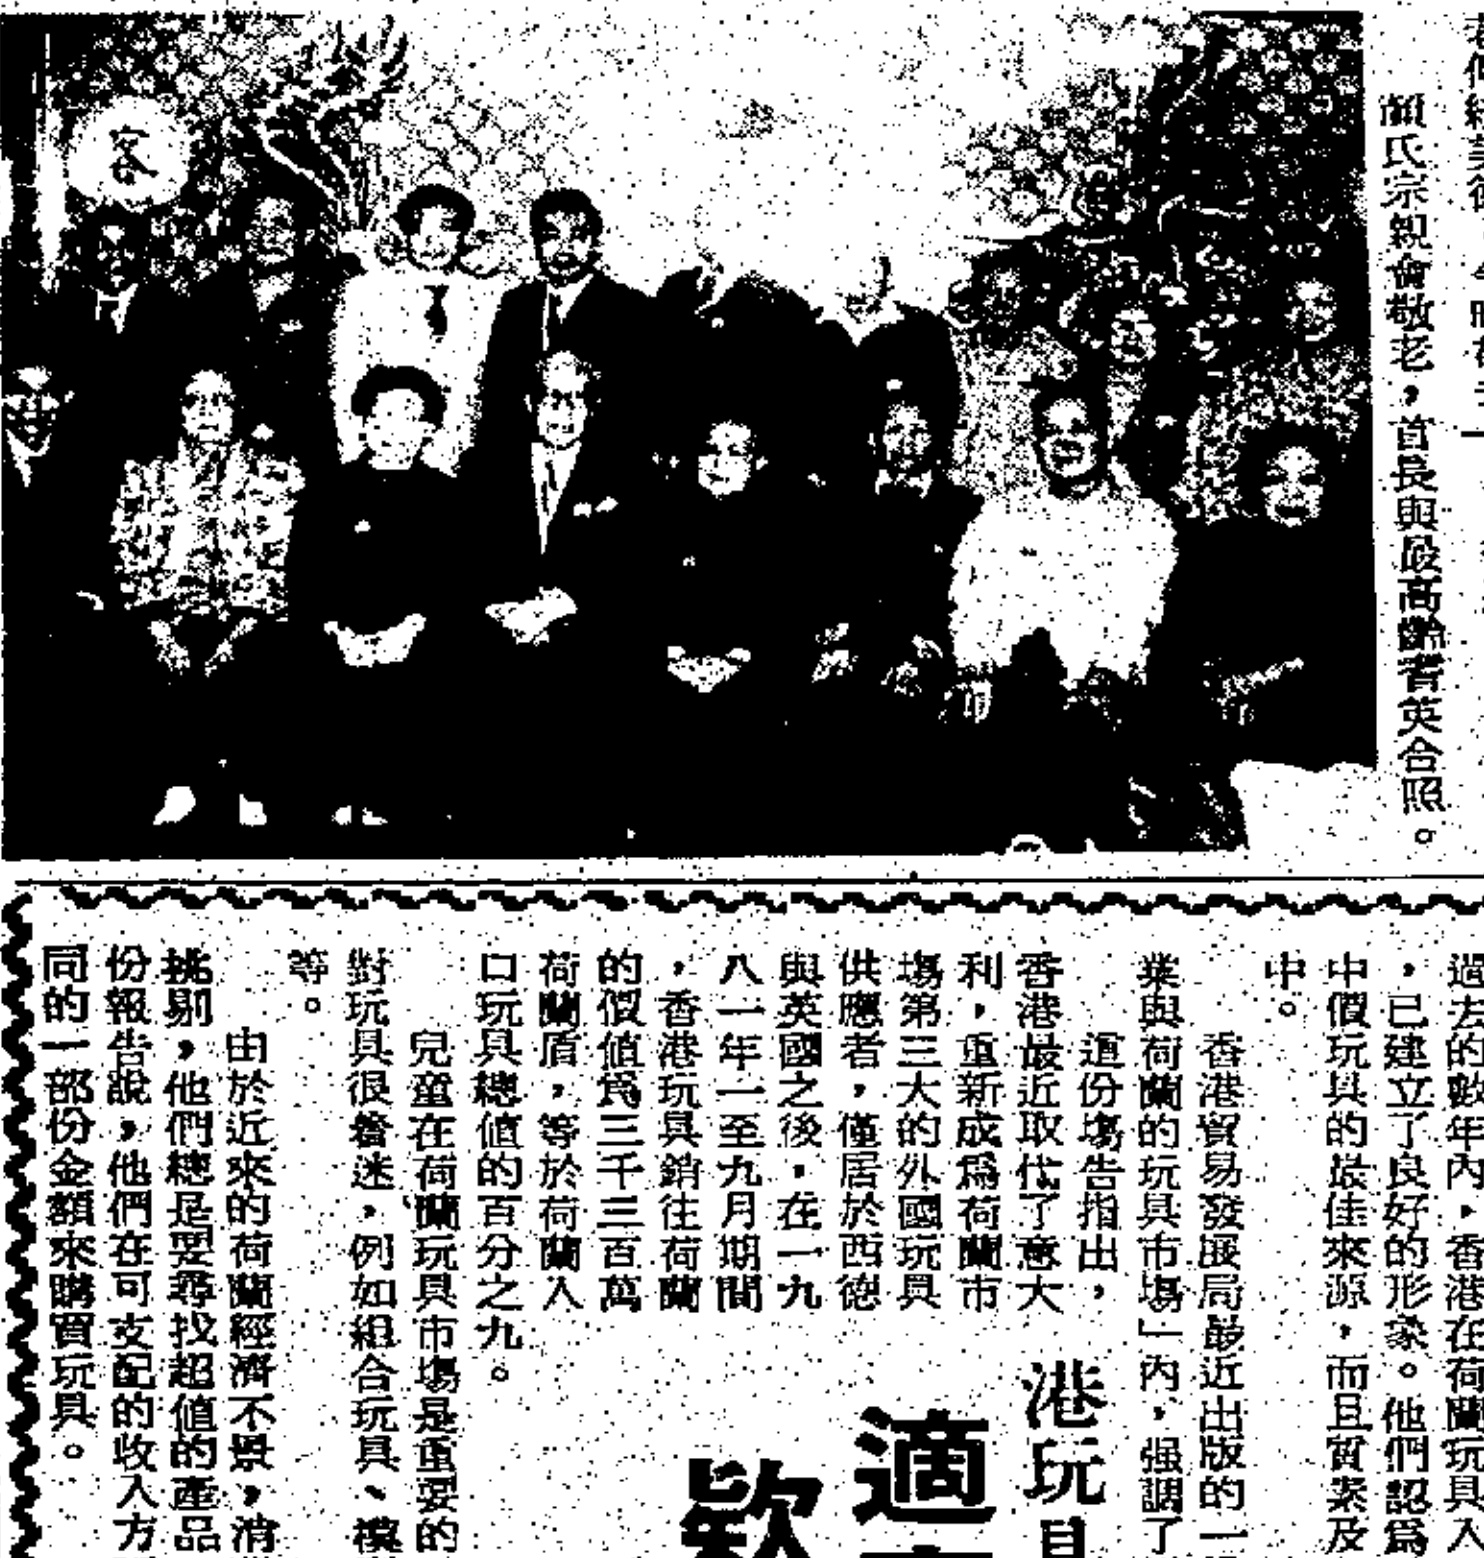 顏氏宗親會敬老，首長與最高齡耆英合照。
客
過去的數年內，香港在荷蘭玩具入
，已建立了良好的形象。他們認為
中價玩具的最佳來源，而且質素及
中。
香港貿易發展局最近出版的一
業與荷蘭的玩具市場」內，强調了
這份報告指出，
香港最近取代了意大
利，重新成為荷蘭市
場第三大的外國玩具
供應者，僅居於西德
與英國之後，在一九
八一年一至九月期間
，香港玩具銷往荷蘭
的價值為三千三百萬
荷蘭盾，等於荷蘭入
口玩具總值的百分之九。
兒童在荷蘭玩具市場是重要的
對玩具很着迷，例如組合玩具、模
等。
由於近來的荷蘭經濟不景，消
挑剔，他們總是要尋找超值的產品
份報告說，他們在可支配的收入方
同的一部份金額來購買玩具。
港玩具
適
欵